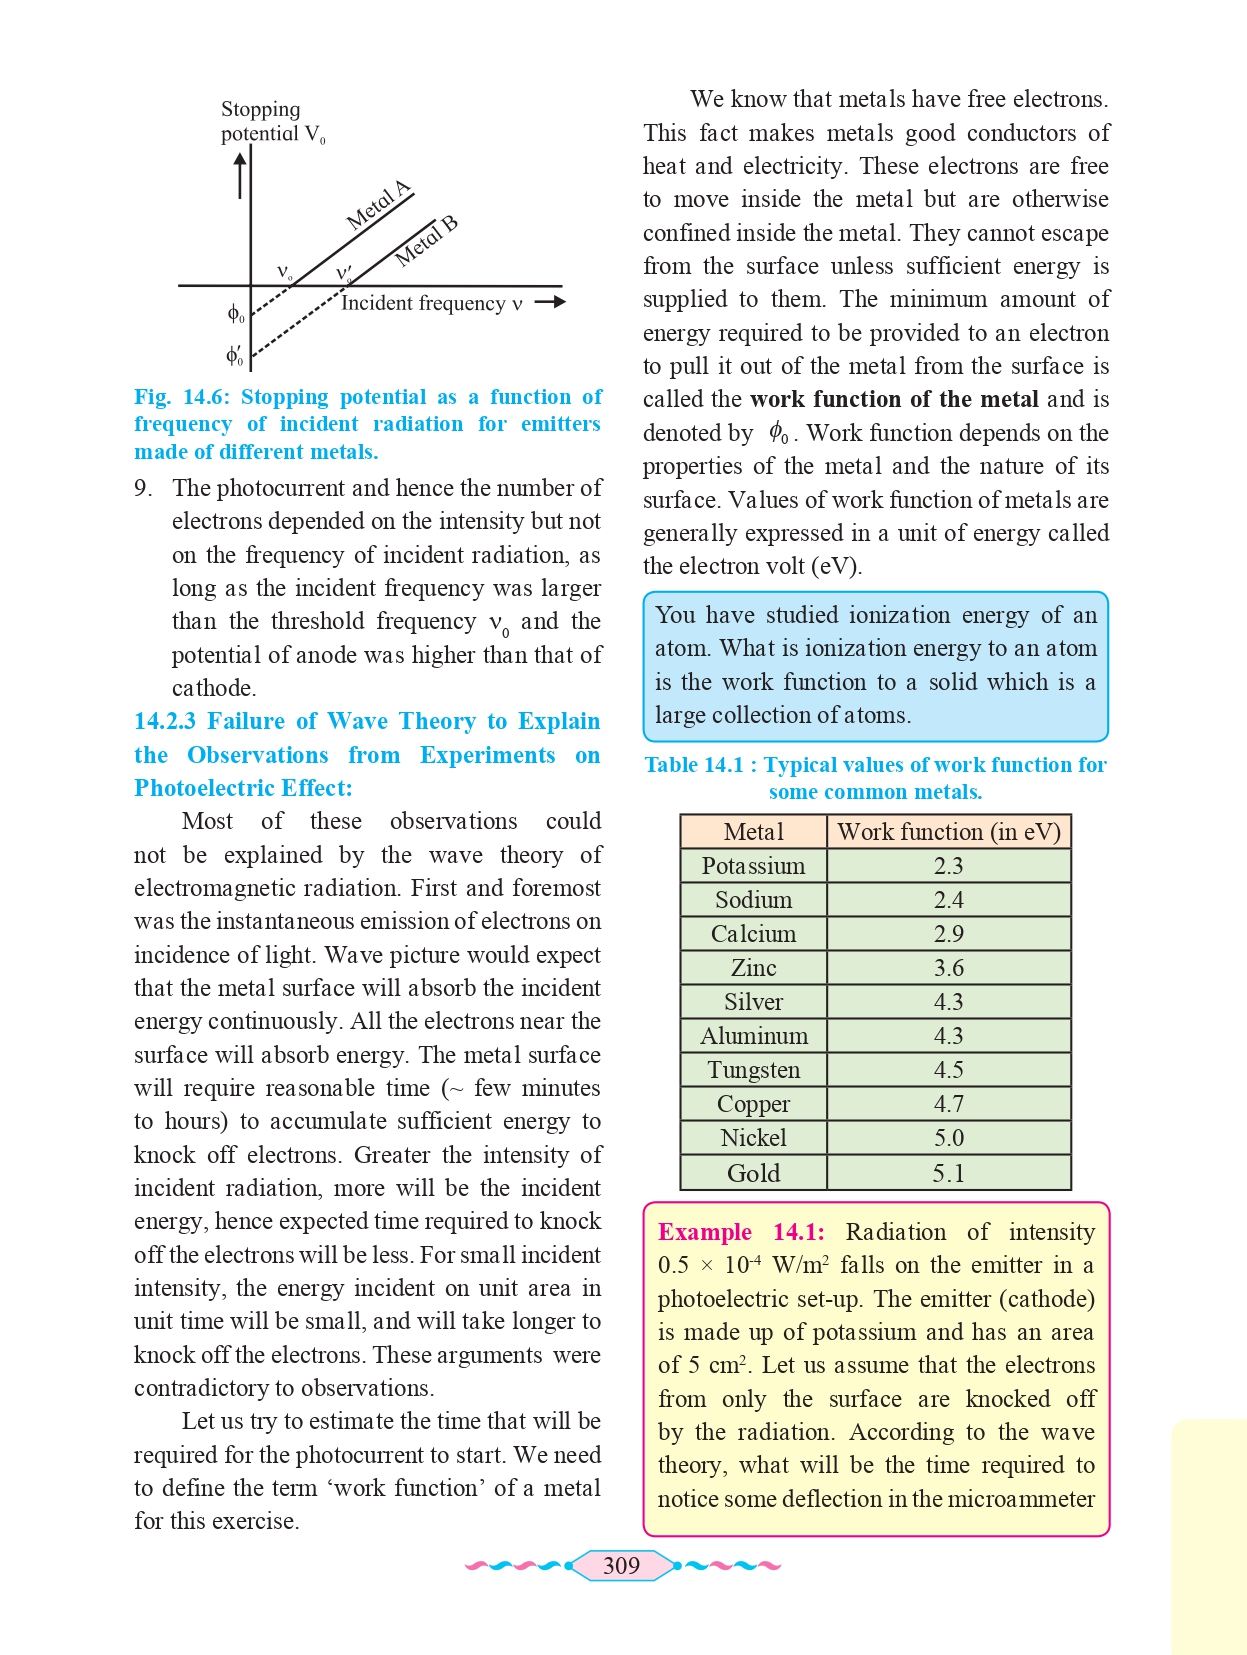 Stopping
potential V₀
Metal A
Metal B
ν₀
ν₀′
Incident frequency ν
ϕ₀
ϕ₀′
Fig. 14.6: Stopping potential as a function of
frequency of incident radiation for emitters
made of different metals.
9. The photocurrent and hence the number of
electrons depended on the intensity but not
on the frequency of incident radiation, as
long as the incident frequency was larger
than the threshold frequency ν₀ and the
potential of anode was higher than that of
cathode.
14.2.3 Failure of Wave Theory to Explain
the Observations from Experiments on
Photoelectric Effect:
Most of these observations could
not be explained by the wave theory of
electromagnetic radiation. First and foremost
was the instantaneous emission of electrons on
incidence of light. Wave picture would expect
that the metal surface will absorb the incident
energy continuously. All the electrons near the
surface will absorb energy. The metal surface
will require reasonable time (~ few minutes
to hours) to accumulate sufficient energy to
knock off electrons. Greater the intensity of
incident radiation, more will be the incident
energy, hence expected time required to knock
off the electrons will be less. For small incident
intensity, the energy incident on unit area in
unit time will be small, and will take longer to
knock off the electrons. These arguments were
contradictory to observations.
Let us try to estimate the time that will be
required for the photocurrent to start. We need
to define the term ‘work function’ of a metal
for this exercise.
We know that metals have free electrons.
This fact makes metals good conductors of
heat and electricity. These electrons are free
to move inside the metal but are otherwise
confined inside the metal. They cannot escape
from the surface unless sufficient energy is
supplied to them. The minimum amount of
energy required to be provided to an electron
to pull it out of the metal from the surface is
called the work function of the metal and is
denoted by ϕ₀. Work function depends on the
properties of the metal and the nature of its
surface. Values of work function of metals are
generally expressed in a unit of energy called
the electron volt (eV).
You have studied ionization energy of an
atom. What is ionization energy to an atom
is the work function to a solid which is a
large collection of atoms.
Table 14.1 : Typical values of work function for
some common metals.
Metal Work function (in eV)
Potassium 2.3
Sodium 2.4
Calcium 2.9
Zinc 3.6
Silver 4.3
Aluminum 4.3
Tungsten 4.5
Copper 4.7
Nickel 5.0
Gold 5.1
Example 14.1: Radiation of intensity
0.5 × 10⁻⁴ W/m² falls on the emitter in a
photoelectric set-up. The emitter (cathode)
is made up of potassium and has an area
of 5 cm². Let us assume that the electrons
from only the surface are knocked off
by the radiation. According to the wave
theory, what will be the time required to
notice some deflection in the microammeter
309